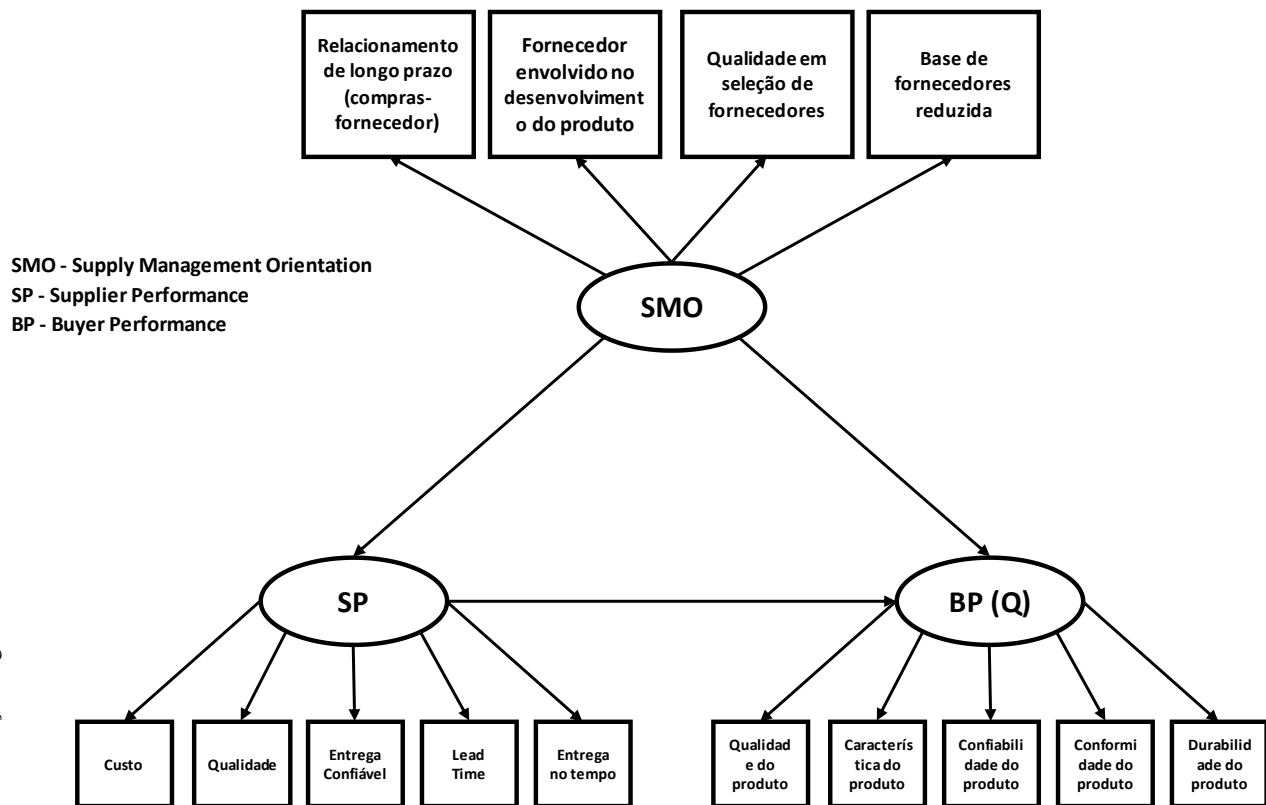 Relacionamento
de longo prazo
(compras-
fornecedor)
Fornecedor
envolvido no
desenvolviment
o do produto
Qualidade em
seleção de
fornecedores
Base de
fornecedores
reduzida
SMO - Supply Management Orientation
SP - Supplier Performance
BP - Buyer Performance
SMO
SP
BP (Q)
Custo
Qualidade
Entrega
Confiável
Lead
Time
Entrega
no tempo
Qualidad
e do
produto
Caracterís
tica do
produto
Confiabili
dade do
produto
Conformi
dade do
produto
Durabilid
ade do
produto